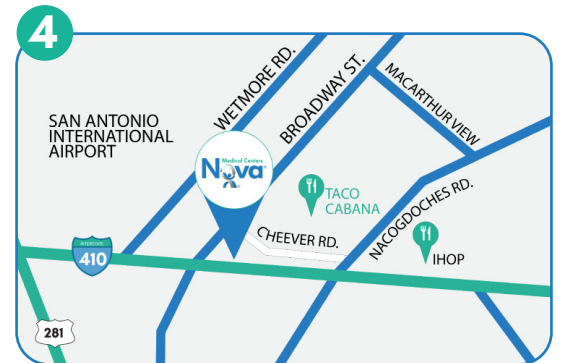 4
WETMORE RD.
BROADWAY ST.
MACARTHUR VIEW
SAN ANTONIO
INTERNATIONAL
AIRPORT
Medical Centers
Nova
TACO
CABANA
NACOGDOCHES RD.
CHEEVER RD.
IHOP
INTERSTATE
410
281